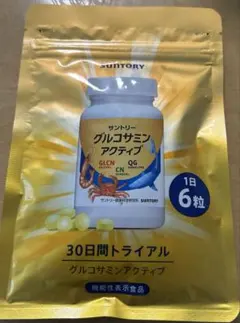 SUNTORY
サントリー
グルコサミン
アクティブ
GLCN
QG
CN
SUNTORY
1日
6粒
30日間トライアル
グルコサミンアクティブ
機能性表示食品